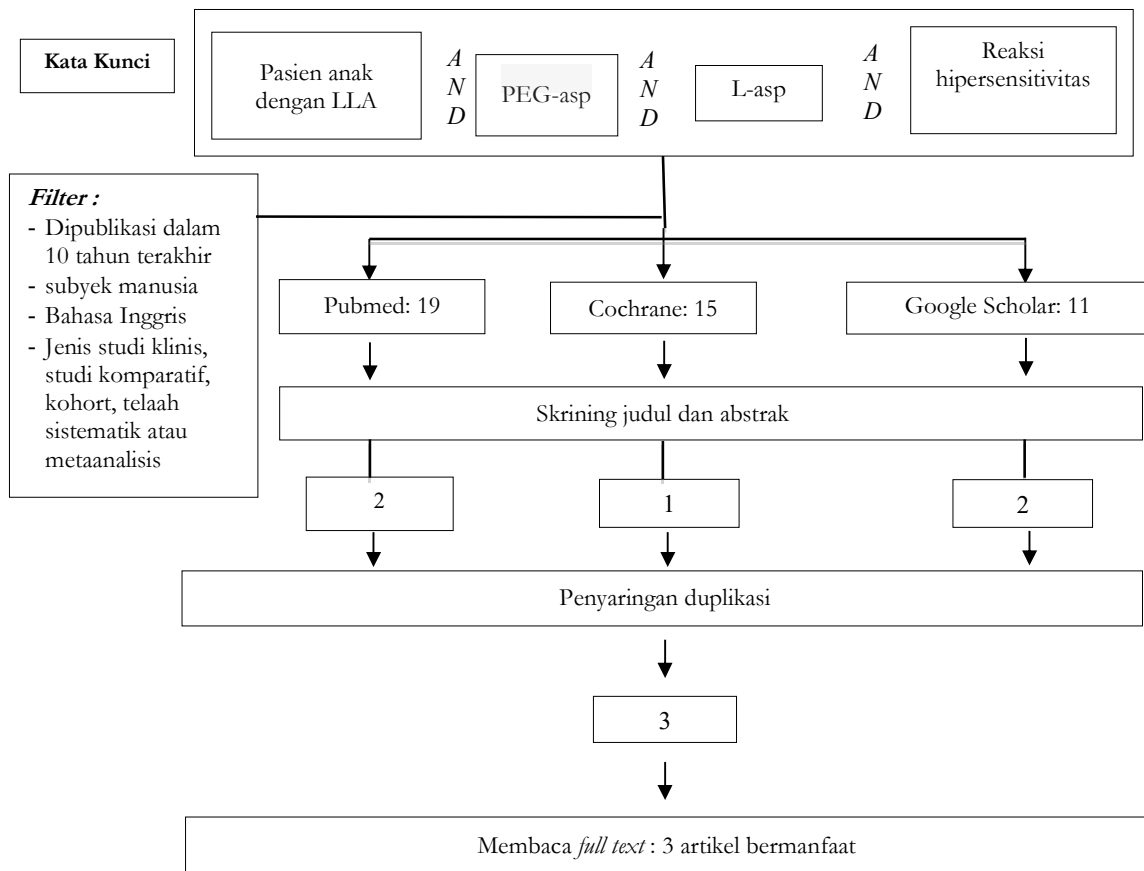 Kata Kunci
Pasien anak
dengan LLA
A
N
D
PEG-asp
A
N
D
L-asp
A
N
D
Reaksi
hipersensitivitas
Filter :
- Dipublikasi dalam
10 tahun terakhir
- subyek manusia
- Bahasa Inggris
- Jenis studi klinis,
studi komparatif,
kohort, telaah
sistematik atau
metaanalisis
Pubmed: 19
Cochrane: 15
Google Scholar: 11
Skrining judul dan abstrak
2
1
2
Penyaringan duplikasi
3
Membaca full text : 3 artikel bermanfaat